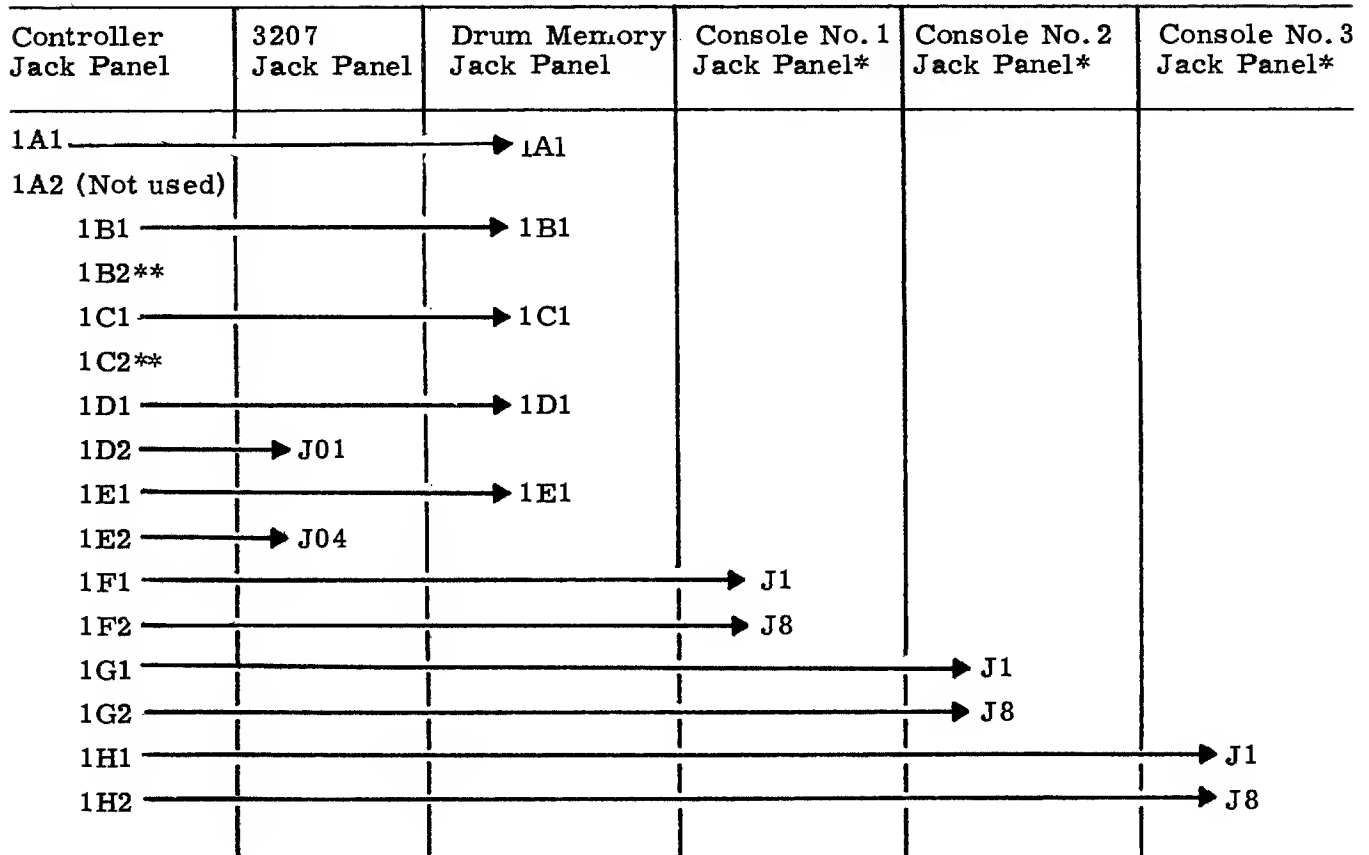 Controller Jack Panel
3207 Jack Panel
Drum Memory Jack Panel
Console No. 1 Jack Panel*
Console No. 2 Jack Panel*
Console No. 3 Jack Panel*
1A1 1A1
1A2 (Not used)
1B1 1B1
1B2**
1C1 1C1
1C2**
1D1 1D1
1D2 J01
1E1 1E1
1E2 J04
1F1 J1
1F2 J8
1G1 J1
1G2 J8
1H1 J1
1H2 J8